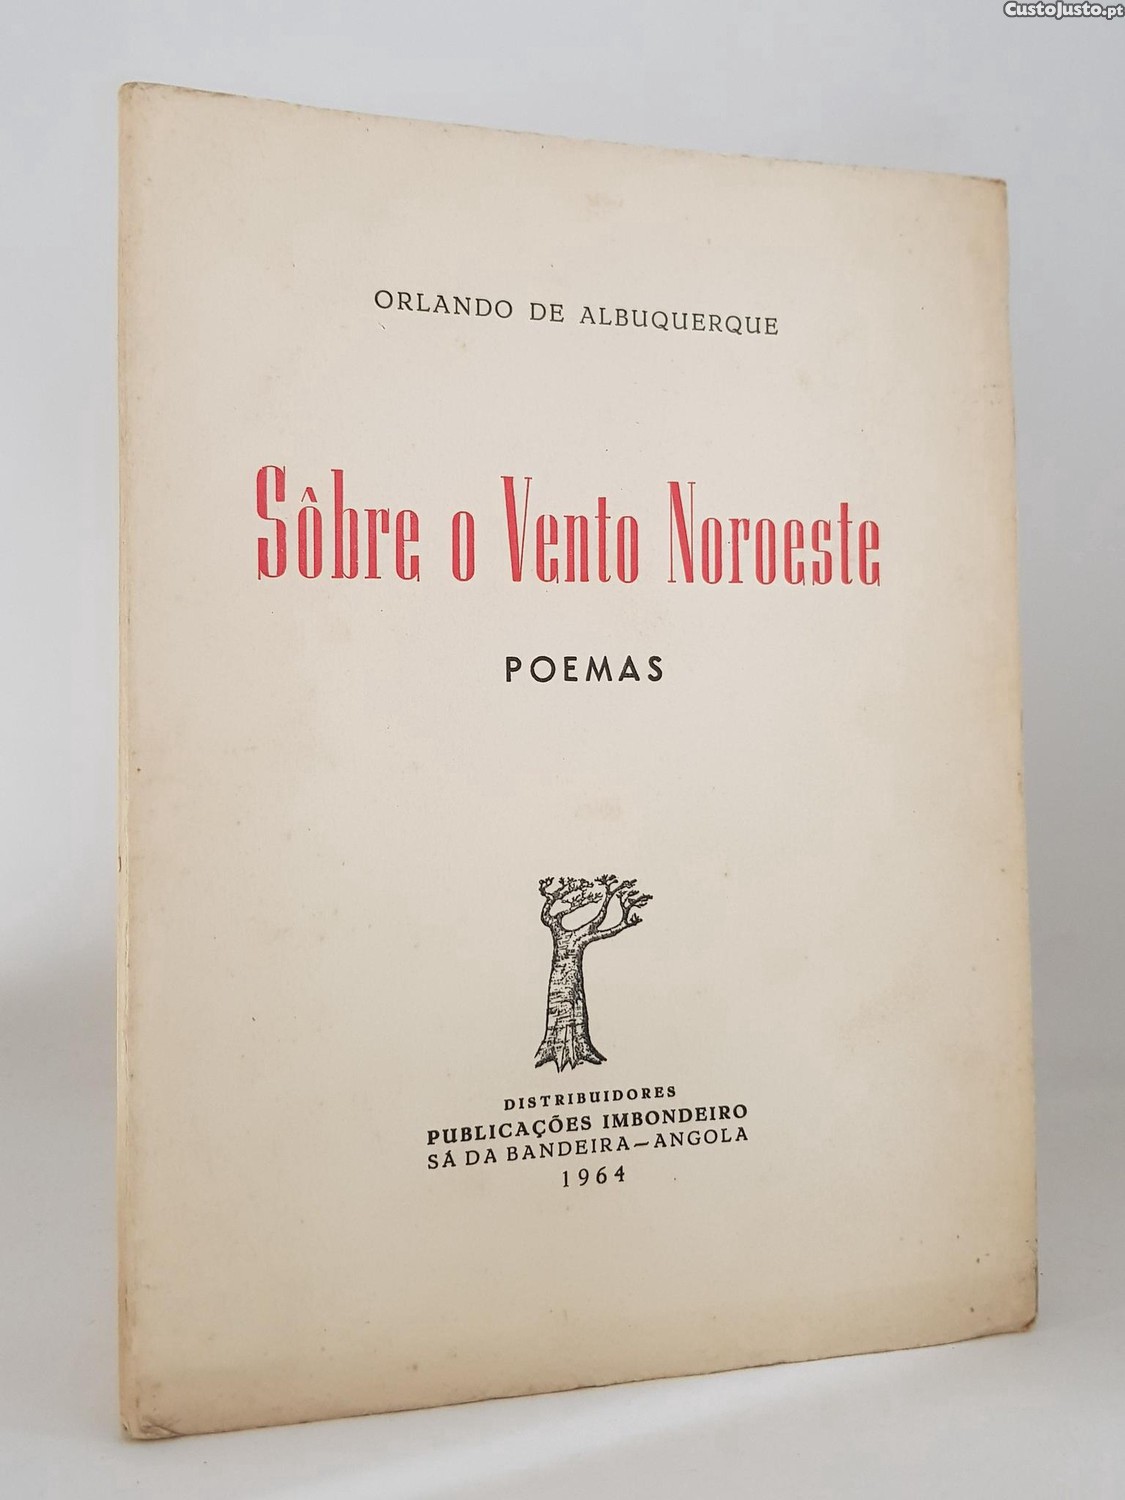 CustoJusto.pt
ORLANDO DE ALBUQUERQUE
Sôbre o Vento Noroeste
POEMAS
DISTRIBUIDORES
PUBLICAÇÕES IMBONDEIRO
SÁ DA BANDEIRA—ANGOLA
1964